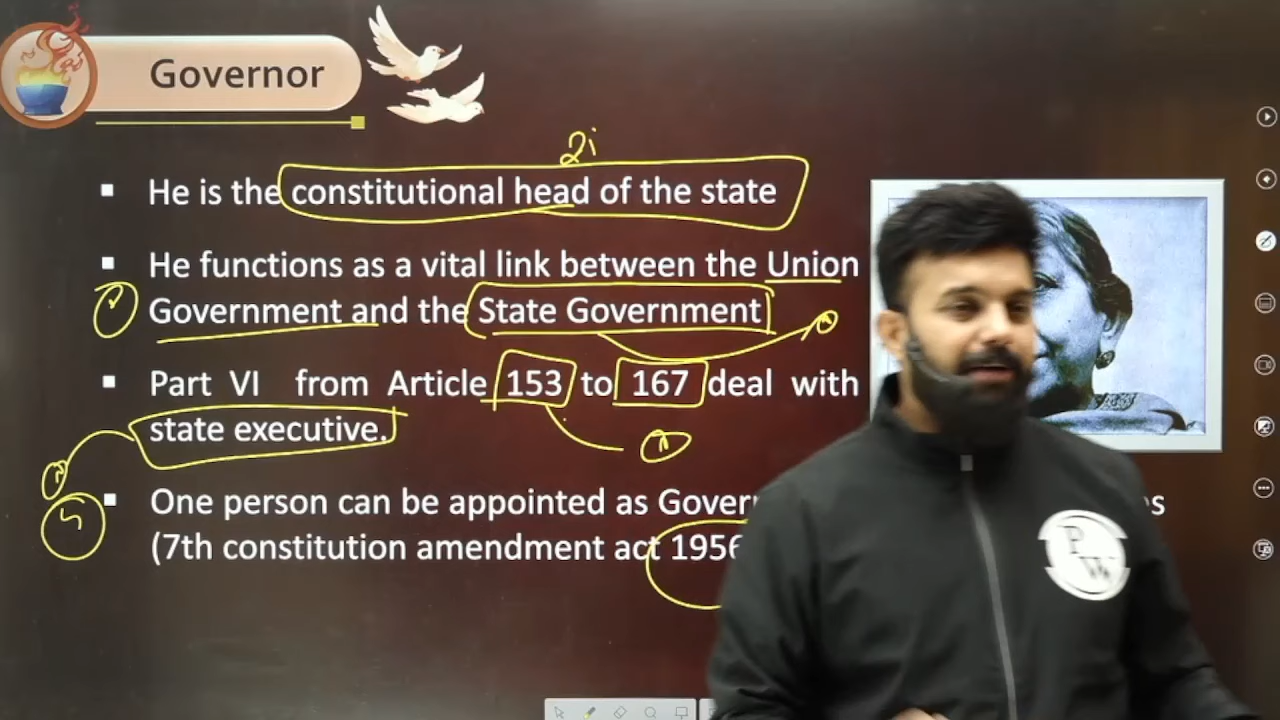 Governor
2i
He is the constitutional head of the state
He functions as a vital link between the Union
Government and the State Government
Part VI from Article 153 to 167 deal with
state executive.
One person can be appointed as
(7th constitution amendment act 1956
PW